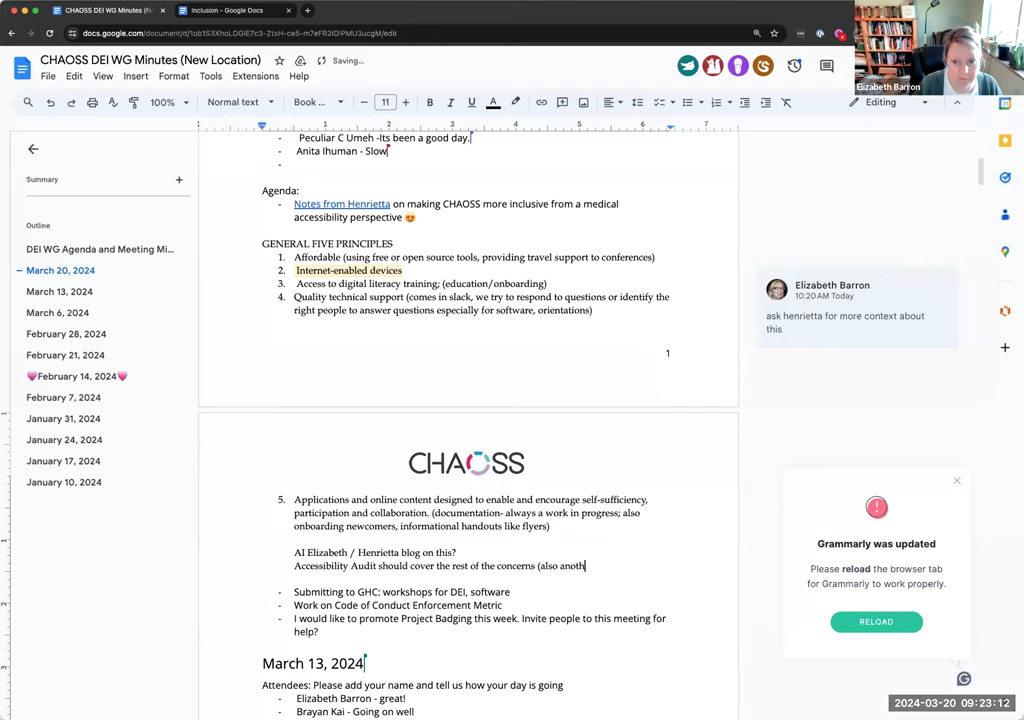 CHAOSS DEI WG Minutes (N
Inclusion - Google Docs
docs.google.com/document/d/1ob1S3XhoLDGIE7c3-ZtsH-ce5-m7eFR2iDiPMU3ucgM/edit
Elizabeth Barron
CHAOSS DEI WG Minutes (New Location)
Saving...
File Edit View Insert Format Tools Extensions Help
100%
Normal text
Book ...
11
Editing
1 1 2 3 4 5 6 7
Summary
Outline
DEI WG Agenda and Meeting Mi...
March 20, 2024
March 13, 2024
March 6, 2024
February 28, 2024
February 21, 2024
💗February 14, 2024💗
February 7, 2024
January 31, 2024
January 24, 2024
January 17, 2024
January 10, 2024
- Peculiar C Umeh -Its been a good day.
- Anita Ihuman - Slow
-
Agenda:
- Notes from Henrietta on making CHAOSS more inclusive from a medical
accessibility perspective 😍
GENERAL FIVE PRINCIPLES
1. Affordable (using free or open source tools, providing travel support to conferences)
2. Internet-enabled devices
3. Access to digital literacy training; (education/onboarding)
4. Quality technical support (comes in slack, we try to respond to questions or identify the
right people to answer questions especially for software, orientations)
1
CHAOSS
5. Applications and online content designed to enable and encourage self-sufficiency,
participation and collaboration. (documentation- always a work in progress; also
onboarding newcomers, informational handouts like flyers)
AI Elizabeth / Henrietta blog on this?
Accessibility Audit should cover the rest of the concerns (also anoth
- Submitting to GHC: workshops for DEI, software
- Work on Code of Conduct Enforcement Metric
- I would like to promote Project Badging this week. Invite people to this meeting for
help?
March 13, 2024
Attendees: Please add your name and tell us how your day is going
- Elizabeth Barron - great!
- Brayan Kai - Going on well
Elizabeth Barron
10:20 AM Today
ask henrietta for more context about
this
Grammarly was updated
Please reload the browser tab
for Grammarly to work properly.
RELOAD
2024-03-20 09:23:12